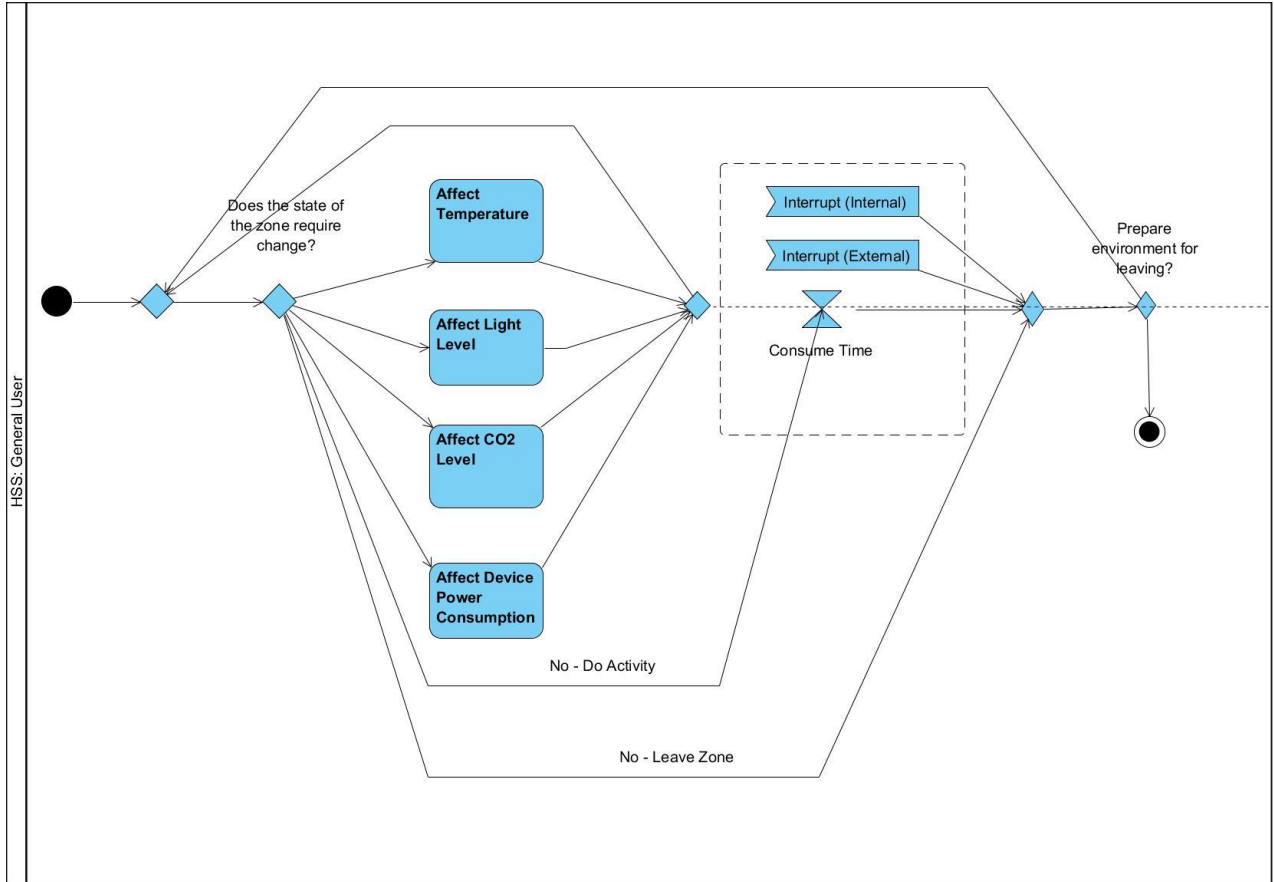 HSS: General User
Does the state of
the zone require
change?
Affect
Temperature
Affect Light
Level
Affect CO2
Level
Affect Device
Power
Consumption
Interrupt (Internal)
Interrupt (External)
Consume Time
Prepare
environment for
leaving?
No - Do Activity
No - Leave Zone